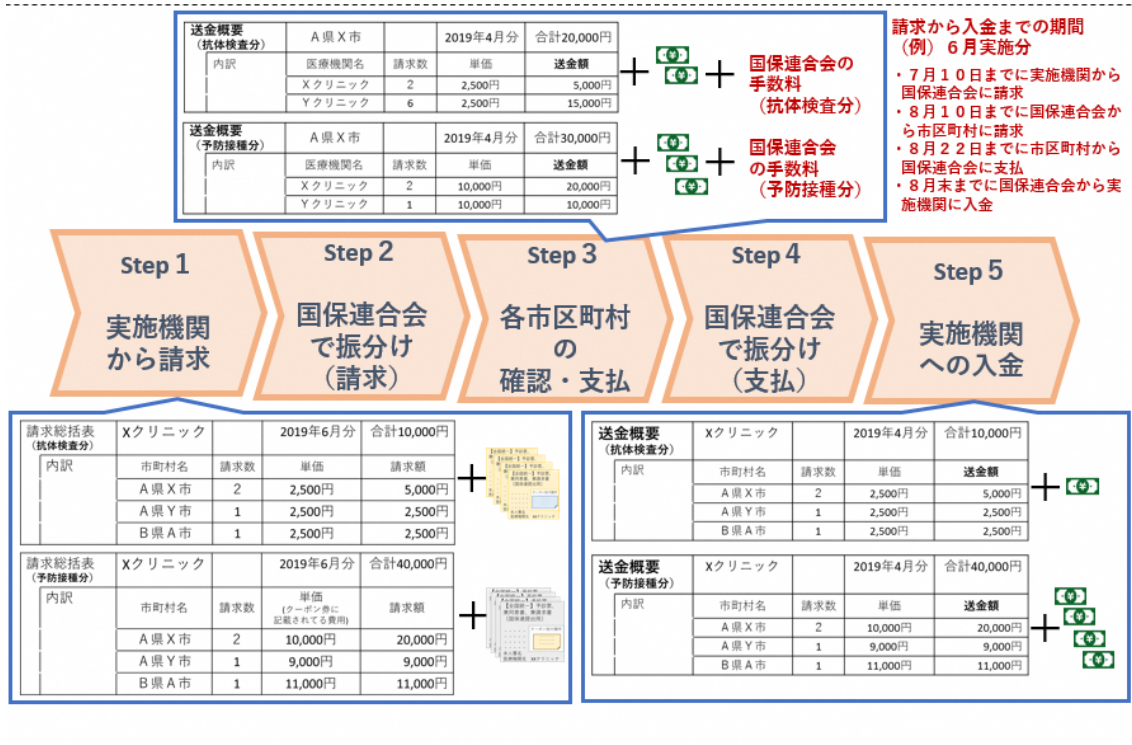 送金概要
(抗体検査分)
A県X市
2019年4月分
合計20,000円
内訳
医療機関名
請求数
単価
送金額
Xクリニック
2
2,500円
5,000円
Yクリニック
6
2,500円
15,000円
国保連合会の
手数料
(抗体検査分)
送金概要
(予防接種分)
A県X市
2019年4月分
合計30,000円
内訳
医療機関名
請求数
単価
送金額
Xクリニック
2
10,000円
20,000円
Yクリニック
1
10,000円
10,000円
国保連合会
の手数料
(予防接種分)
請求から入金までの期間
(例)6月実施分
・7月10日までに実施機関から
国保連合会に請求
・8月10日までに国保連合会か
ら市区町村に請求
・8月22日までに市区町村から
国保連合会に支払
・8月末までに国保連合会から実
施機関に入金
Step 1
実施機関
から請求
Step 2
国保連合会
で振分け
(請求)
Step 3
各市区町村
の
確認・支払
Step 4
国保連合会
で振分け
(支払)
Step 5
実施機関
への入金
請求総括表
(抗体検査分)
Xクリニック
2019年6月分
合計10,000円
内訳
市町村名
請求数
単価
請求額
A県X市
2
2,500円
5,000円
A県Y市
1
2,500円
2,500円
B県A市
1
2,500円
2,500円
請求総括表
(予防接種分)
Xクリニック
2019年6月分
合計40,000円
内訳
市町村名
請求数
単価
(クーポン券に
記載されてる費用)
請求額
A県X市
2
10,000円
20,000円
A県Y市
1
9,000円
9,000円
B県A市
1
11,000円
11,000円
送金概要
(抗体検査分)
Xクリニック
2019年4月分
合計10,000円
内訳
市町村名
請求数
単価
送金額
A県X市
2
2,500円
5,000円
A県Y市
1
2,500円
2,500円
B県A市
1
2,500円
2,500円
送金概要
(予防接種分)
Xクリニック
2019年4月分
合計40,000円
内訳
市町村名
請求数
単価
送金額
A県X市
2
10,000円
20,000円
A県Y市
1
9,000円
9,000円
B県A市
1
11,000円
11,000円